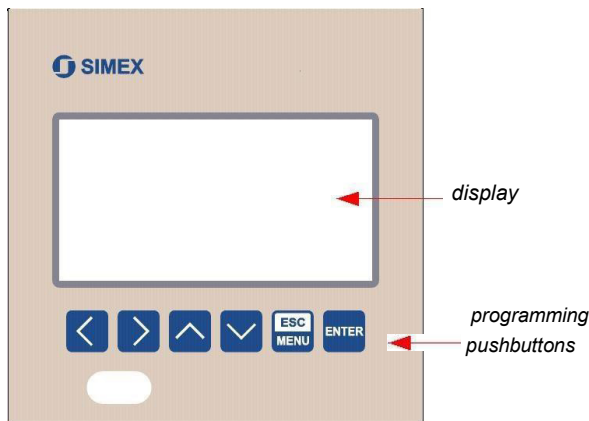 SIMEX
display
ESC
MENU
ENTER
programming
pushbuttons